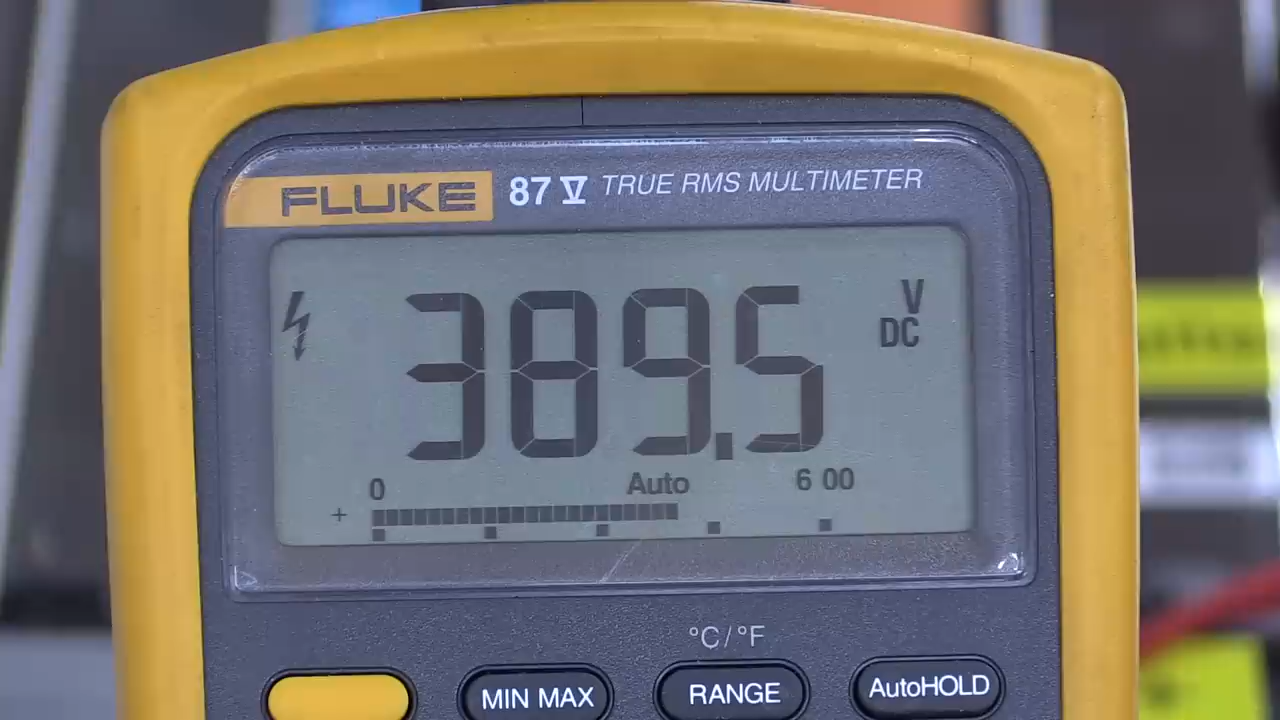 FLUKE 87 V TRUE RMS MULTIMETER
389.5 V
DC
0 Auto 6 00
+
°C/°F
MIN MAX RANGE AutoHOLD